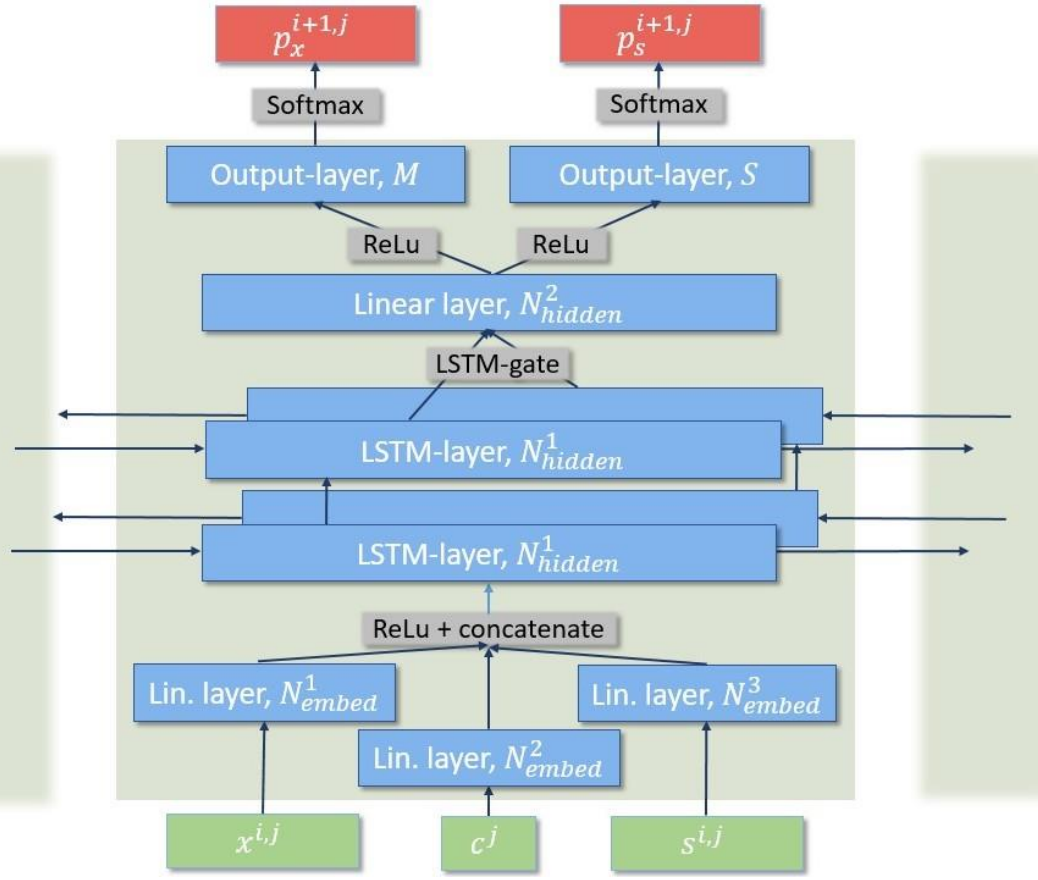 p_x^{i+1,j} p_s^{i+1,j}
Softmax Softmax
Output-layer, M Output-layer, S
ReLu ReLu
Linear layer, N_{hidden}^2
LSTM-gate
LSTM-layer, N_{hidden}^1
LSTM-layer, N_{hidden}^1
ReLu + concatenate
Lin. layer, N_{embed}^1 Lin. layer, N_{embed}^3
Lin. layer, N_{embed}^2
x^{i,j} c^j s^{i,j}